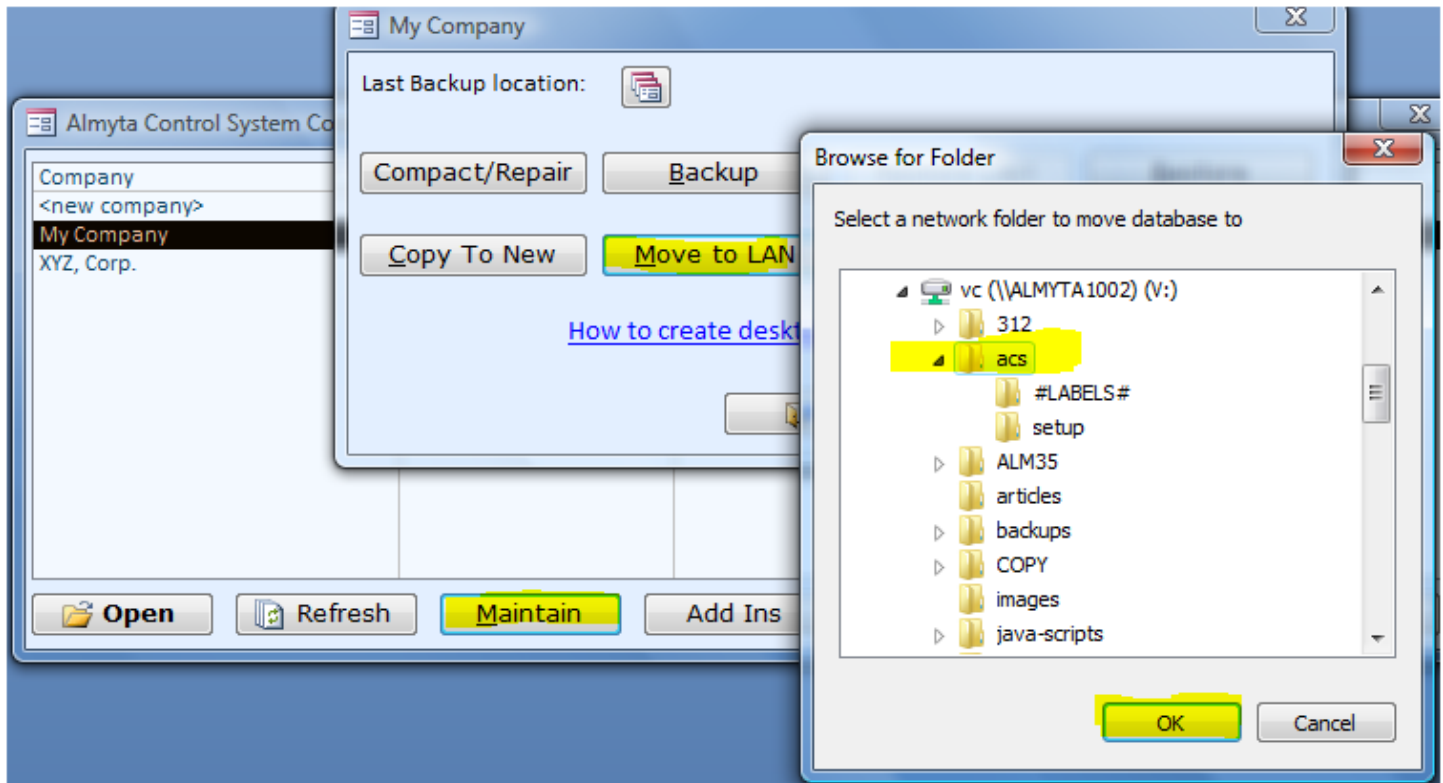 My Company
Last Backup location:
Compact/Repair
Backup
Copy To New
Move to LAN
How to create
Almyta Control System
Company
<new company>
My Company
XYZ, Corp.
Open
Refresh
Maintain
Add Ins
Browse for Folder
Select a network folder to move database to
vc (\\ALMYTA1002) (V:)
312
acs
#LABELS#
setup
ALM35
articles
backups
COPY
images
java-scripts
OK
Cancel